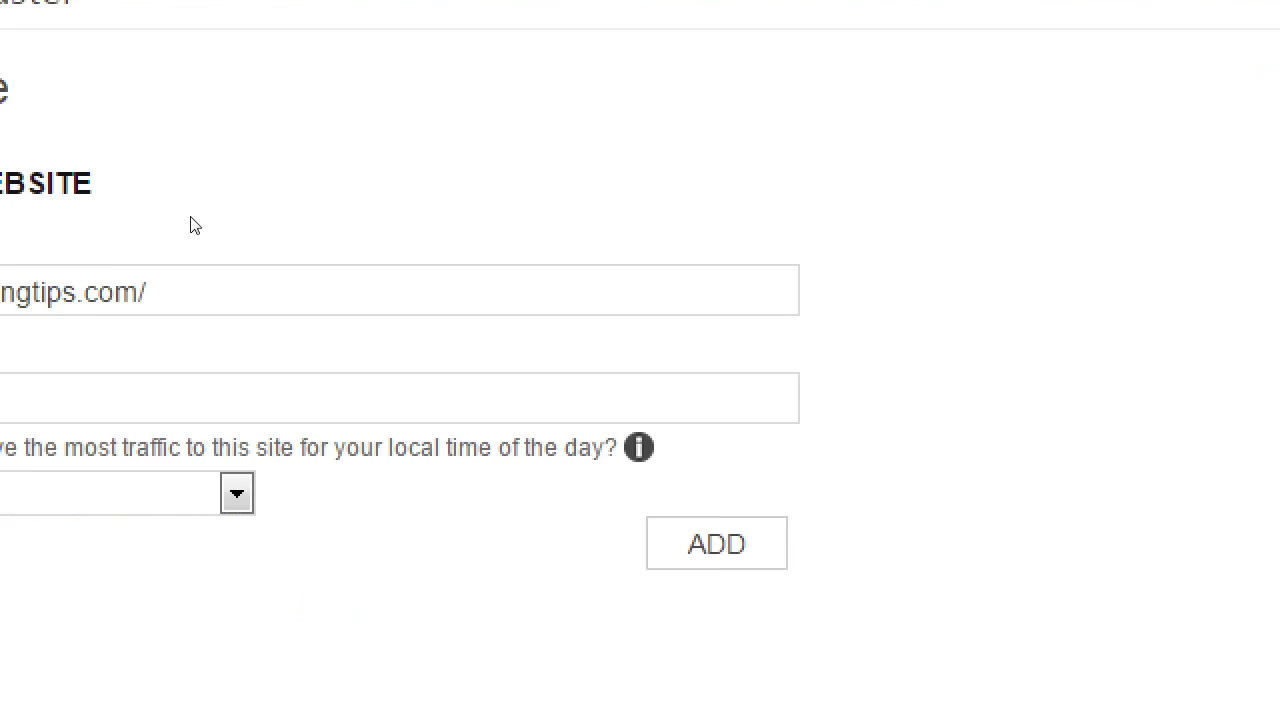 EBSITE
ngtips.com/
ve the most traffic to this site for your local time of the day?
ADD